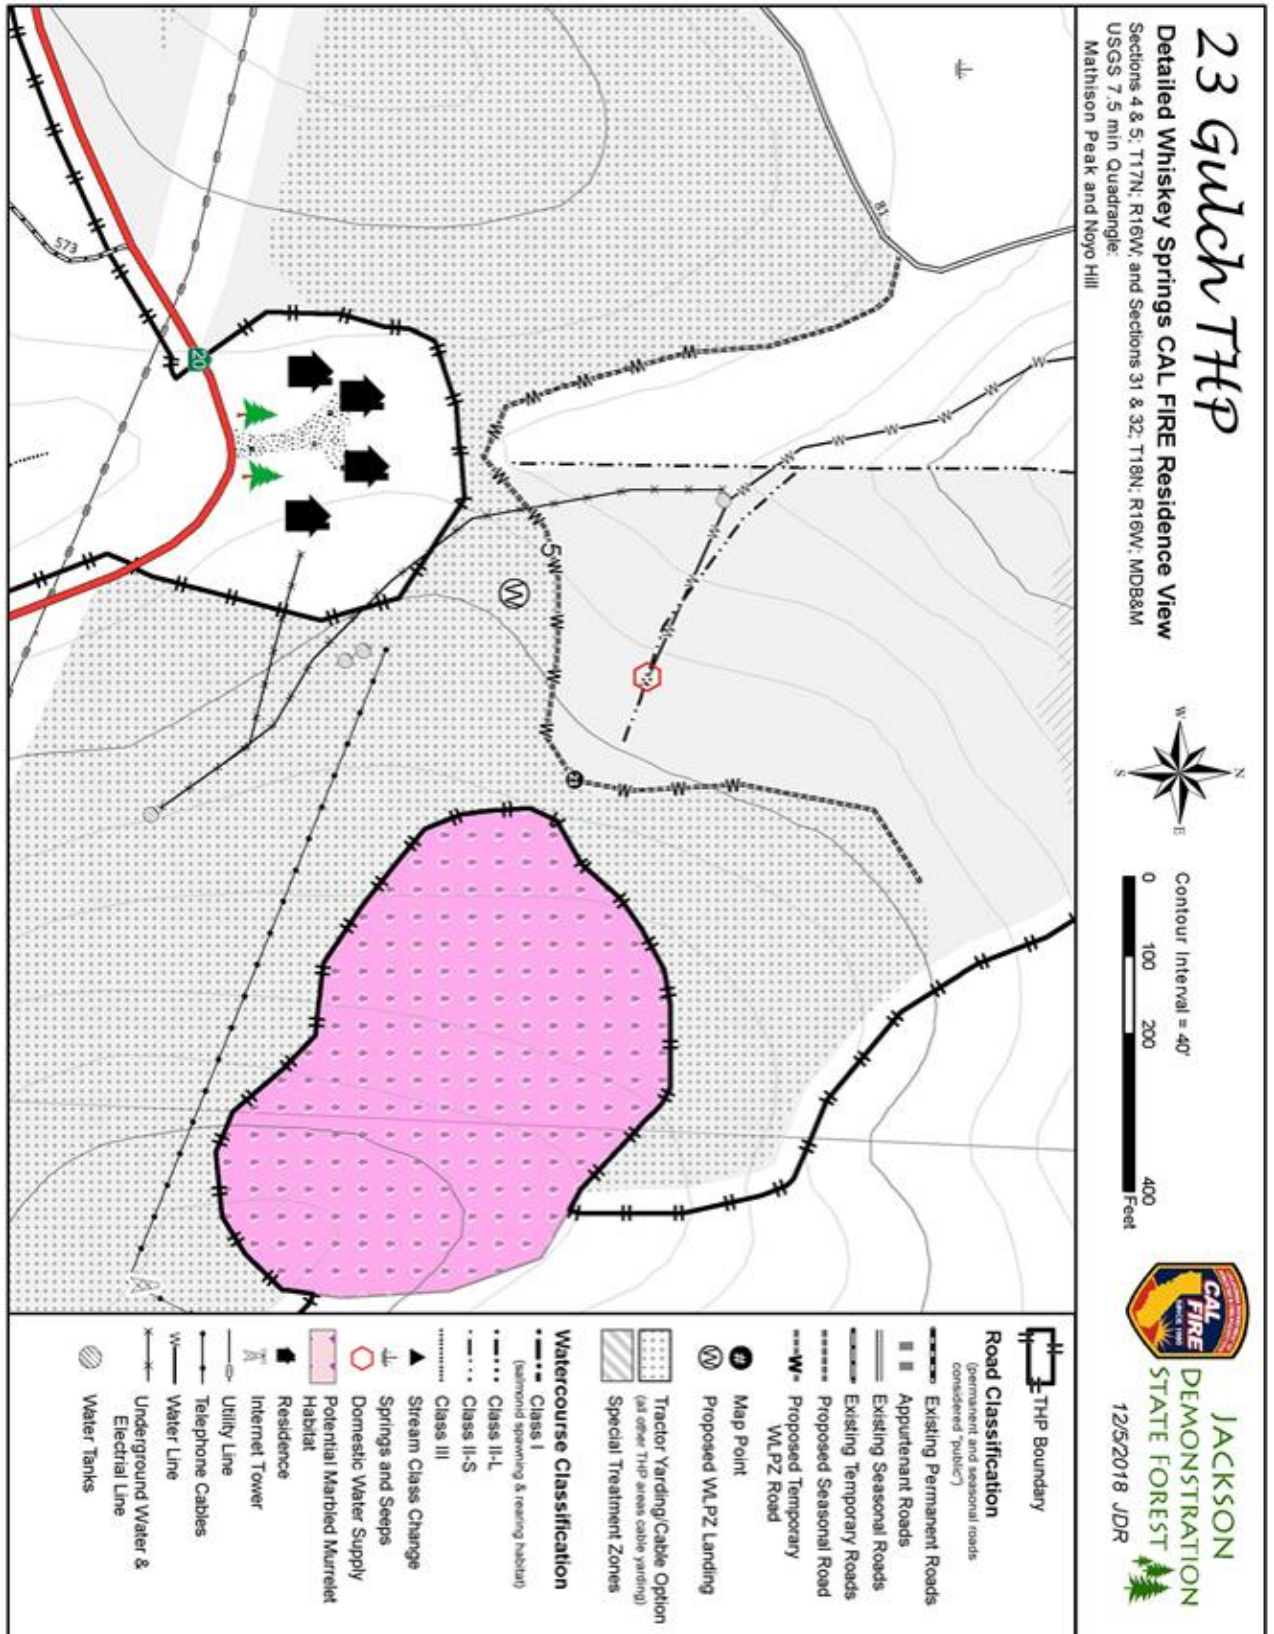 23 Gulch THP
Detailed Whiskey Springs CAL FIRE Residence View
Sections 4 & 5; T17N; R16W, and Sections 31 & 32; T18N; R16W; MDB&M
USGS 7.5 min Quadrangle:
Mathison Peak and Noyo Hill
N
W
E
S
Contour Interval = 40'
0 100 200 400
Feet
CAL
FIRE
SINCE 1885
JACKSON
DEMONSTRATION
STATE FOREST
12/5/2018 JDR
81
573
20
5
W
THP Boundary
Road Classification
(permanent and seasonal roads
considered "public")
Existing Permanent Roads
Appurtenant Roads
Existing Seasonal Roads
Existing Temporary Roads
Proposed Seasonal Road
W Proposed Temporary
WLPZ Road
# Map Point
W Proposed WLPZ Landing
Tractor Yarding/Cable Option
(all other THP areas cable yarding)
Special Treatment Zones
Watercourse Classification
Class I
(salmonid spawning & rearing habitat)
Class II-L
Class II-S
Class III
Stream Class Change
Springs and Seeps
Domestic Water Supply
Potential Marbled Murrelet
Habitat
Residence
Internet Tower
Utility Line
Telephone Cables
W Water Line
Underground Water &
Electrial Line
Water Tanks